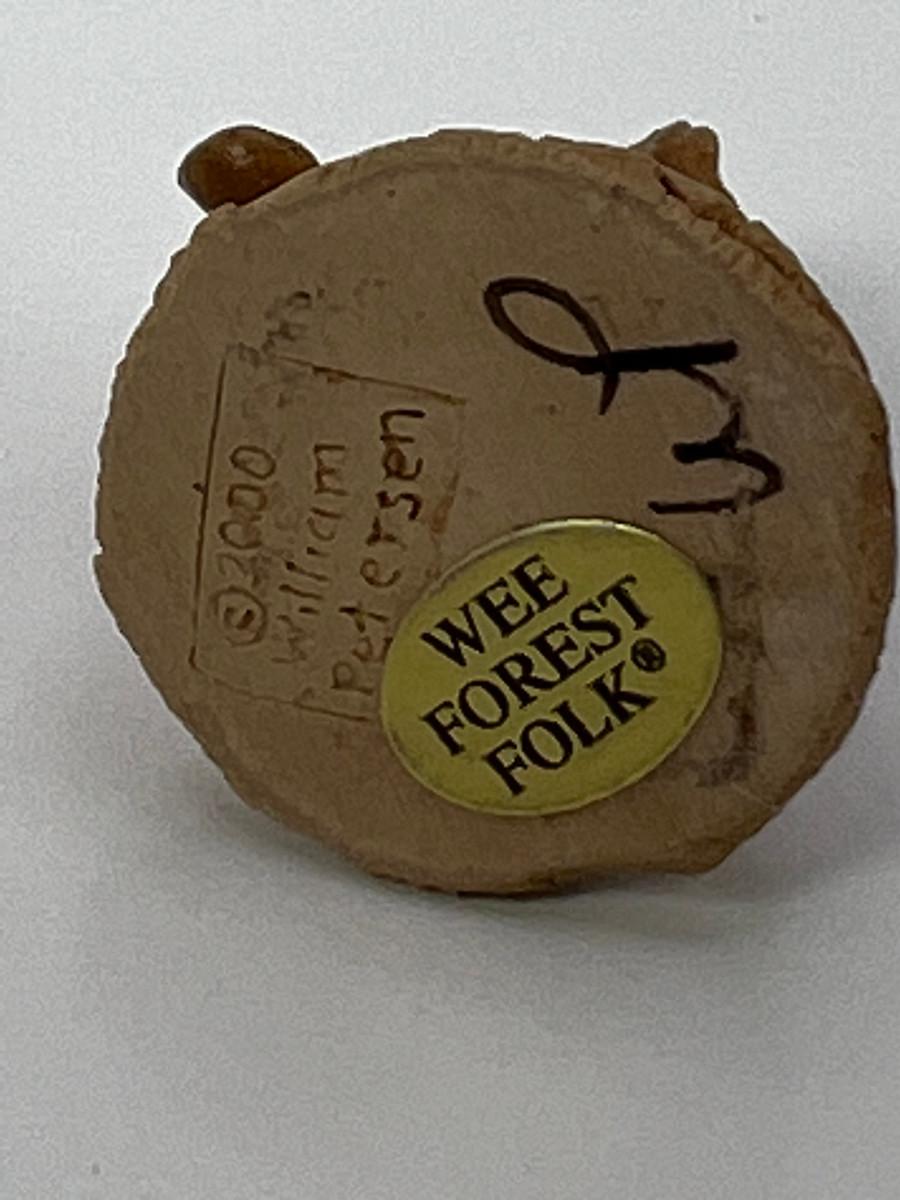 © 2000
William
Petersen
WEE
FOREST
FOLK®